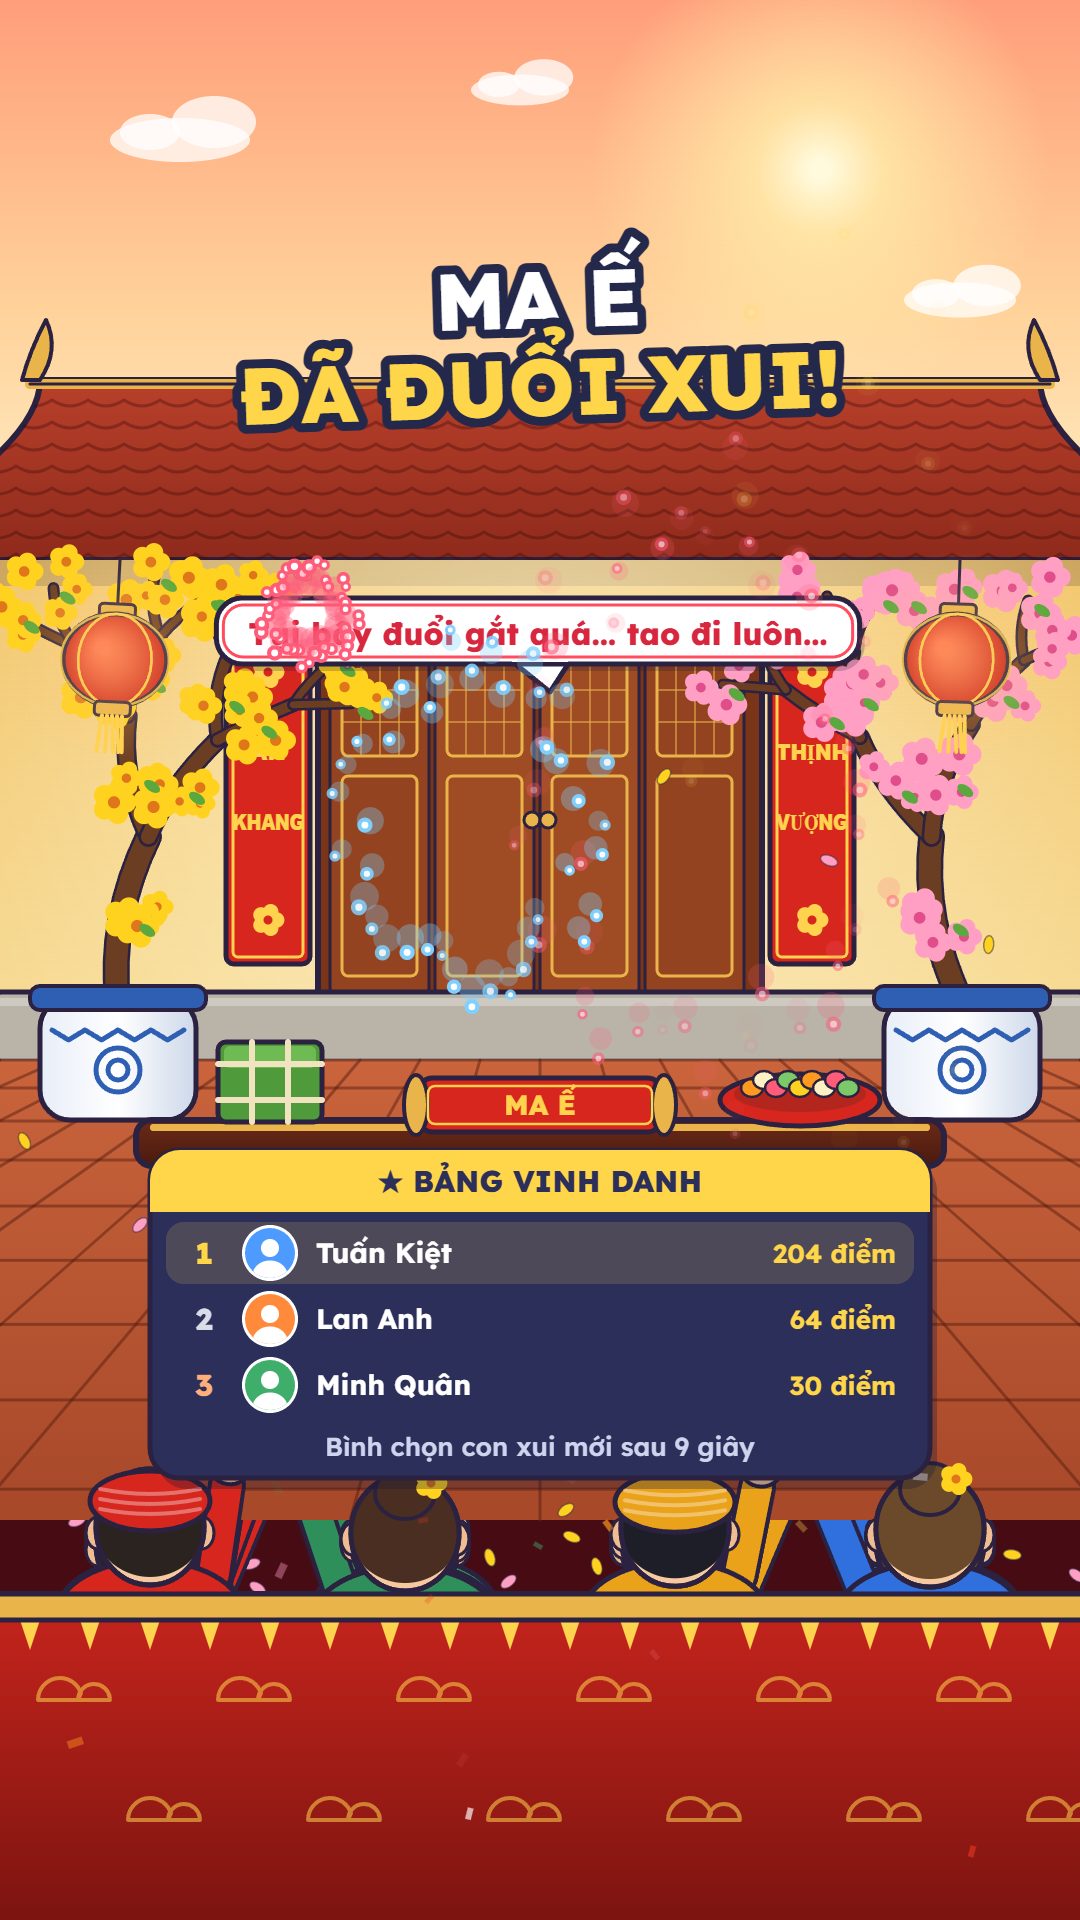 MA Ế
ĐÃ ĐUỔI XUI!
Tụi bây đuổi gắt quá... tao đi luôn...
KHANG
THỊNH
VƯỢNG
MA Ế
★ BẢNG VINH DANH
1 Tuấn Kiệt 204 điểm
2 Lan Anh 64 điểm
3 Minh Quân 30 điểm
Bình chọn con xui mới sau 9 giây